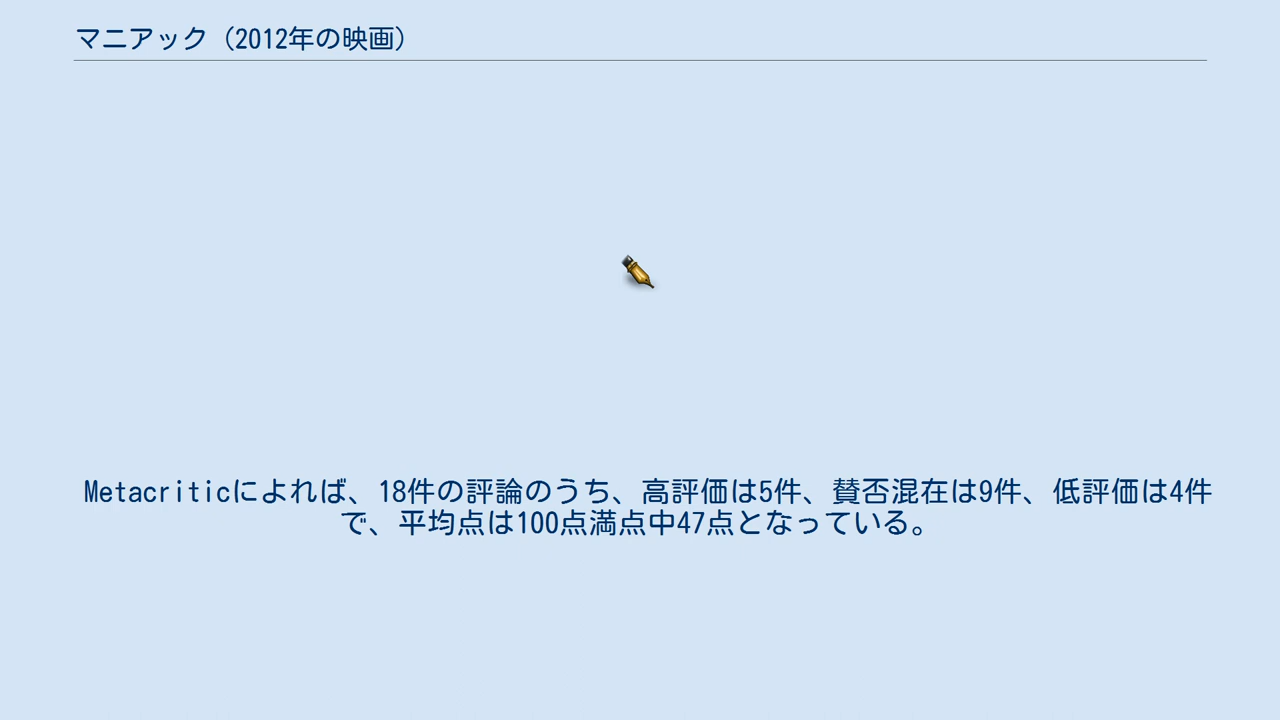 マニアック（2012年の映画）
Metacriticによれば、18件の評論のうち、高評価は5件、賛否混在は9件、低評価は4件
で、平均点は100点満点中47点となっている。